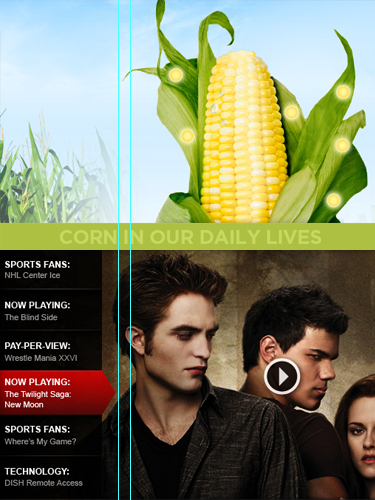 CORN IN OUR DAILY LIVES
SPORTS FANS:
NHL Center Ice
NOW PLAYING:
The Blind Side
PAY-PER-VIEW:
Wrestle Mania XXVI
NOW PLAYING:
The Twilight Saga:
New Moon
SPORTS FANS:
Where's My Game?
TECHNOLOGY:
DISH Remote Access